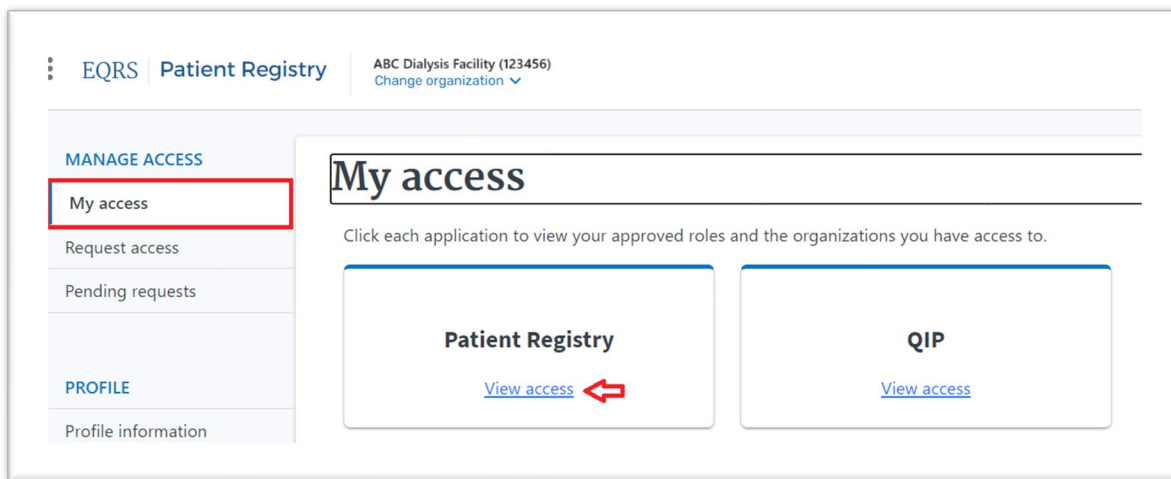 EQRS Patient Registry
ABC Dialysis Facility (123456)
Change organization
MANAGE ACCESS
My access
Request access
Pending requests
PROFILE
Profile information
My access
Click each application to view your approved roles and the organizations you have access to.
Patient Registry
View access
QIP
View access